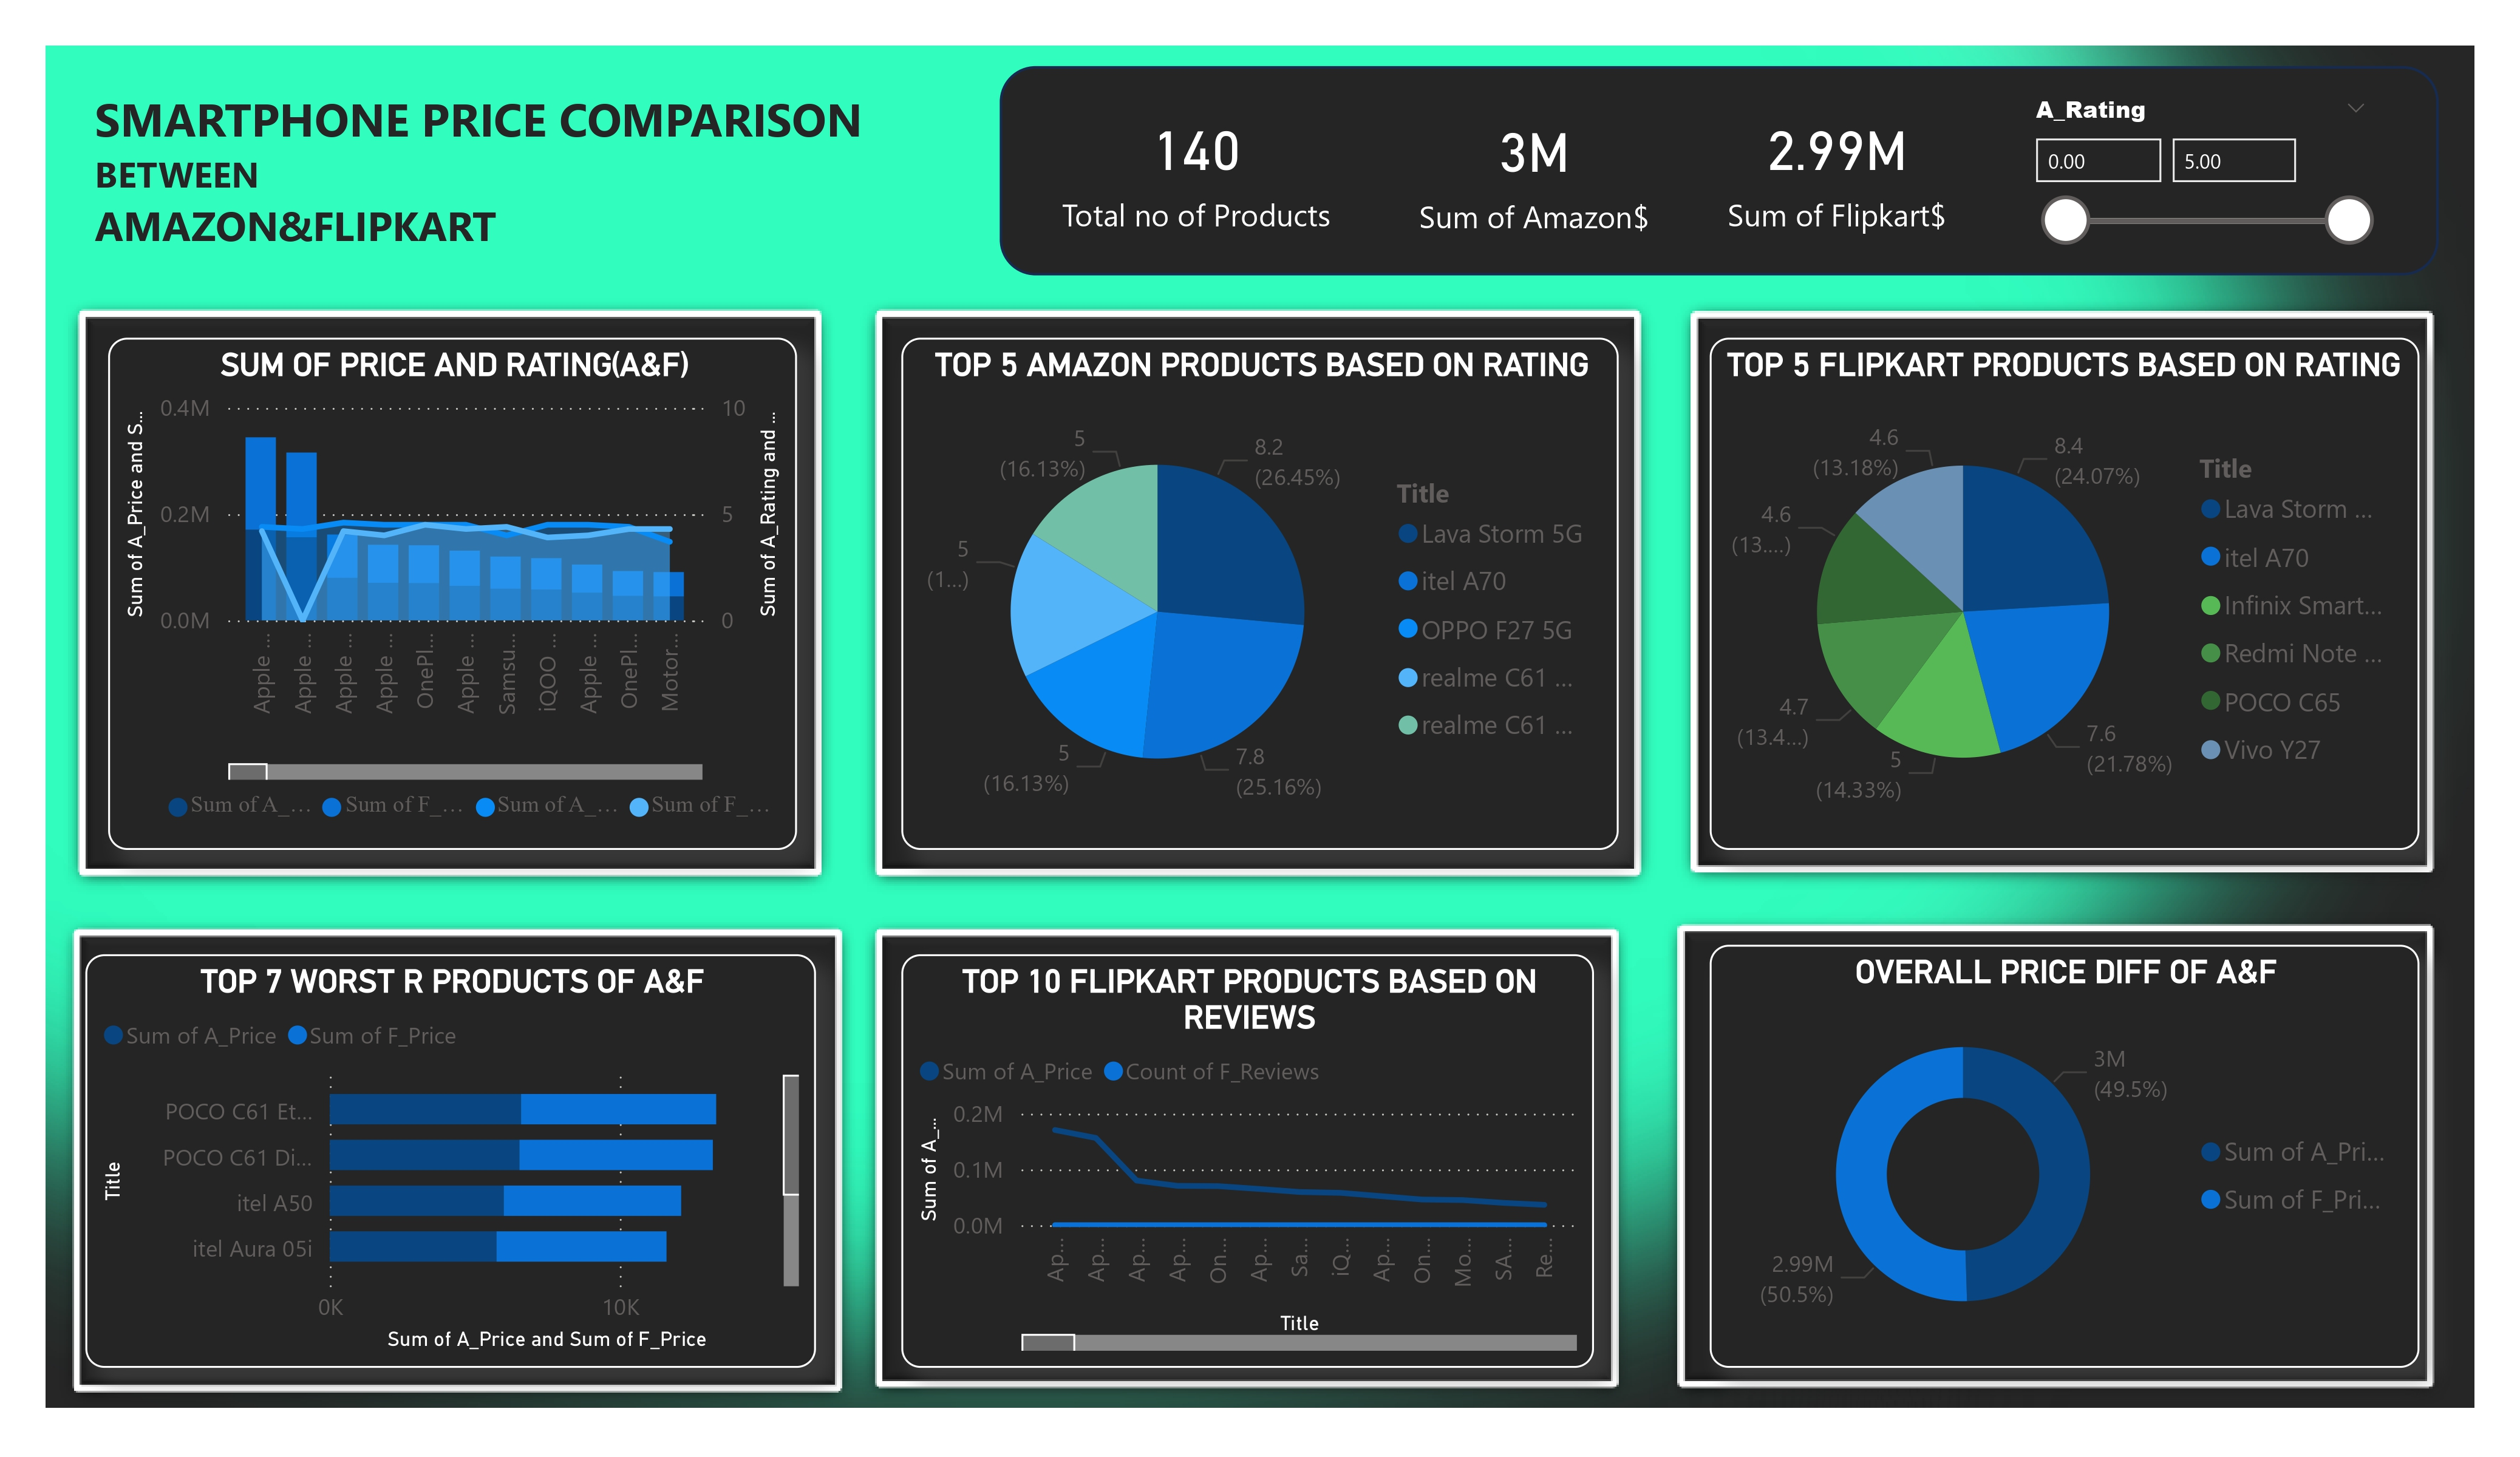 SMARTPHONE PRICE COMPARISON
BETWEEN
AMAZON&FLIPKART
140
Total no of Products
3M
Sum of Amazon$
2.99M
Sum of Flipkart$
A_Rating
0.00
5.00
SUM OF PRICE AND RATING(A&F)
Sum of A_Price and S...
0.4M
0.2M
0.0M
10
5
0
Sum of A_Rating and ...
Apple ...
Apple ...
Apple ...
Apple ...
OnePl...
Apple ...
Samsu...
iQOO ...
Apple ...
OnePl...
Motor...
Sum of A_...
Sum of F_...
Sum of A_...
Sum of F_...
TOP 5 AMAZON PRODUCTS BASED ON RATING
8.2
(26.45%)
7.8
(25.16%)
5
(16.13%)
5
(1...)
5
(16.13%)
Title
Lava Storm 5G
itel A70
OPPO F27 5G
realme C61 ...
realme C61 ...
TOP 5 FLIPKART PRODUCTS BASED ON RATING
8.4
(24.07%)
7.6
(21.78%)
5
(14.33%)
4.7
(13.4...)
4.6
(13....)
4.6
(13.18%)
Title
Lava Storm ...
itel A70
Infinix Smart...
Redmi Note ...
POCO C65
Vivo Y27
TOP 7 WORST R PRODUCTS OF A&F
Sum of A_Price
Sum of F_Price
Title
POCO C61 Et...
POCO C61 Di...
itel A50
itel Aura 05i
0K
10K
Sum of A_Price and Sum of F_Price
TOP 10 FLIPKART PRODUCTS BASED ON
REVIEWS
Sum of A_Price
Count of F_Reviews
Sum of A_...
0.2M
0.1M
0.0M
Ap...
Ap...
Ap...
Ap...
On...
Ap...
Sa...
iQ...
Ap...
On...
Mo...
SA...
Re...
Title
OVERALL PRICE DIFF OF A&F
3M
(49.5%)
2.99M
(50.5%)
Sum of A_Pri...
Sum of F_Pri...